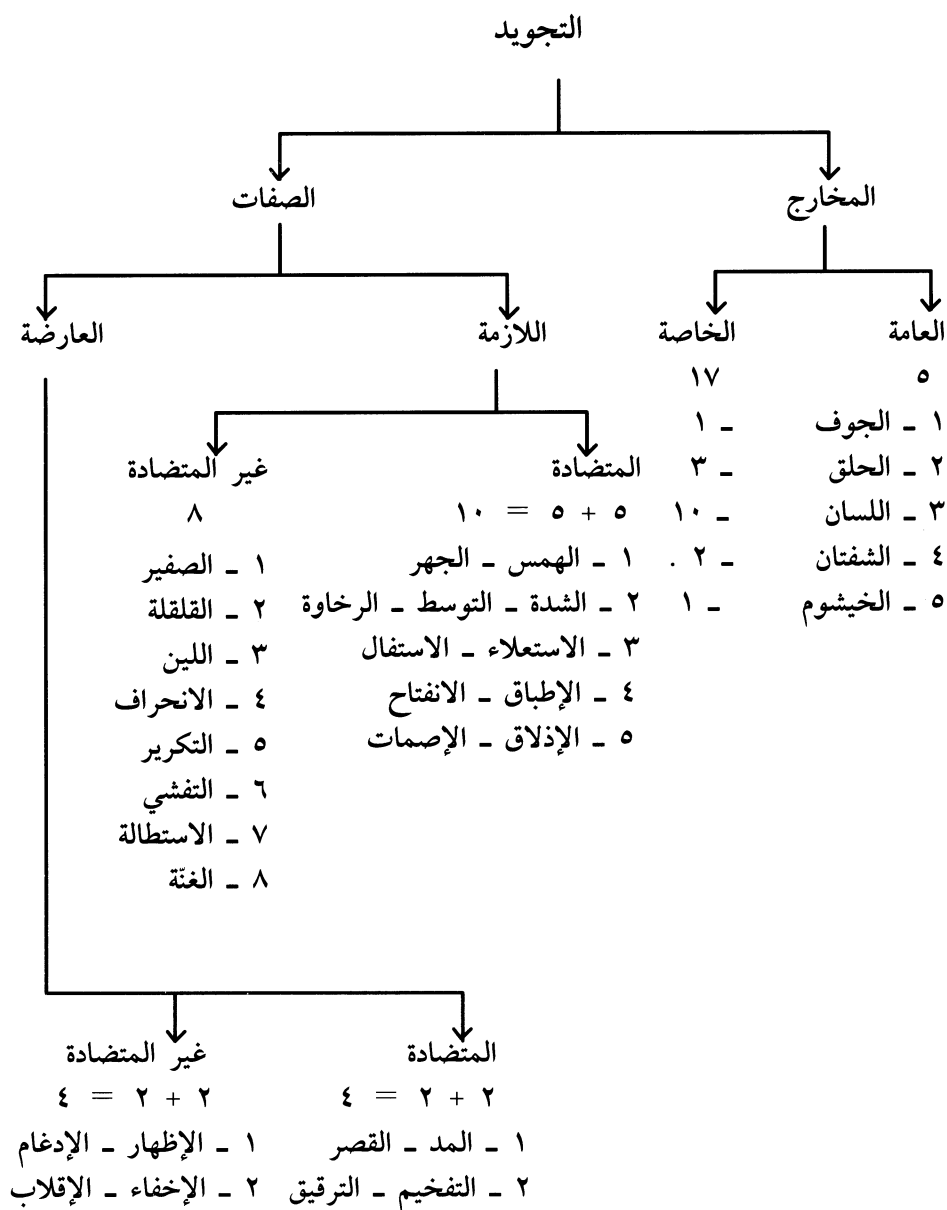 التجويد
المخارج
الصفات
العامة
الخاصة
اللازمة
العارضة
٥
١٧
١ ـ الجوف ـ ١
٢ ـ الحلق ـ ٣
٣ ـ اللسان ـ ١٠
٤ ـ الشفتان ـ ٢ .
٥ ـ الخيشوم ـ ١
المتضادة
٥ + ٥ = ١٠
١ ـ الهمس ـ الجهر
٢ ـ الشدة ـ التوسط ـ الرخاوة
٣ ـ الاستعلاء ـ الاستفال
٤ ـ الإطباق ـ الانفتاح
٥ ـ الإذلاق ـ الإصمات
غير المتضادة
٨
١ ـ الصفير
٢ ـ القلقلة
٣ ـ اللين
٤ ـ الانحراف
٥ ـ التكرير
٦ ـ التفشي
٧ ـ الاستطالة
٨ ـ الغنّة
المتضادة
٢ + ٢ = ٤
١ ـ المد ـ القصر
٢ ـ التفخيم ـ الترقيق
غير المتضادة
٢ + ٢ = ٤
١ ـ الإظهار ـ الإدغام
٢ ـ الإخفاء ـ الإقلاب